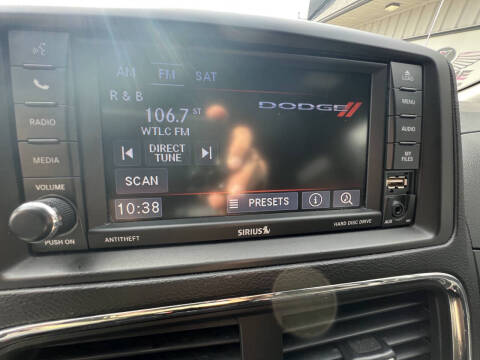 AM FM SAT
R & B
106.7 ST
WTLC FM
DIRECT
TUNE
SCAN
10:38
PRESETS
DODGE
RADIO
MEDIA
VOLUME
PUSH ON
ANTITHEFT
SIRIUS
HARD DISC DRIVE
LOAD
MENU
AUDIO
MY
FILES
AUX